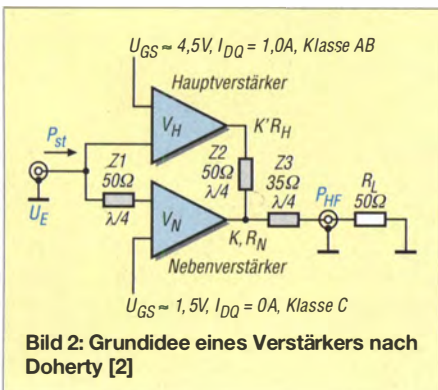 U_GS ≈ 4,5V, I_DQ = 1,0A, Klasse AB
Hauptverstärker
V_H
K'R_H
P_st
Z1
50Ω
λ/4
Z2
50Ω
λ/4
Z3
35Ω
λ/4
P_HF
R_L
50Ω
U_E
V_N
K, R_N
Nebenverstärker
U_GS ≈ 1,5V, I_DQ = 0A, Klasse C
Bild 2: Grundidee eines Verstärkers nach
Doherty [2]